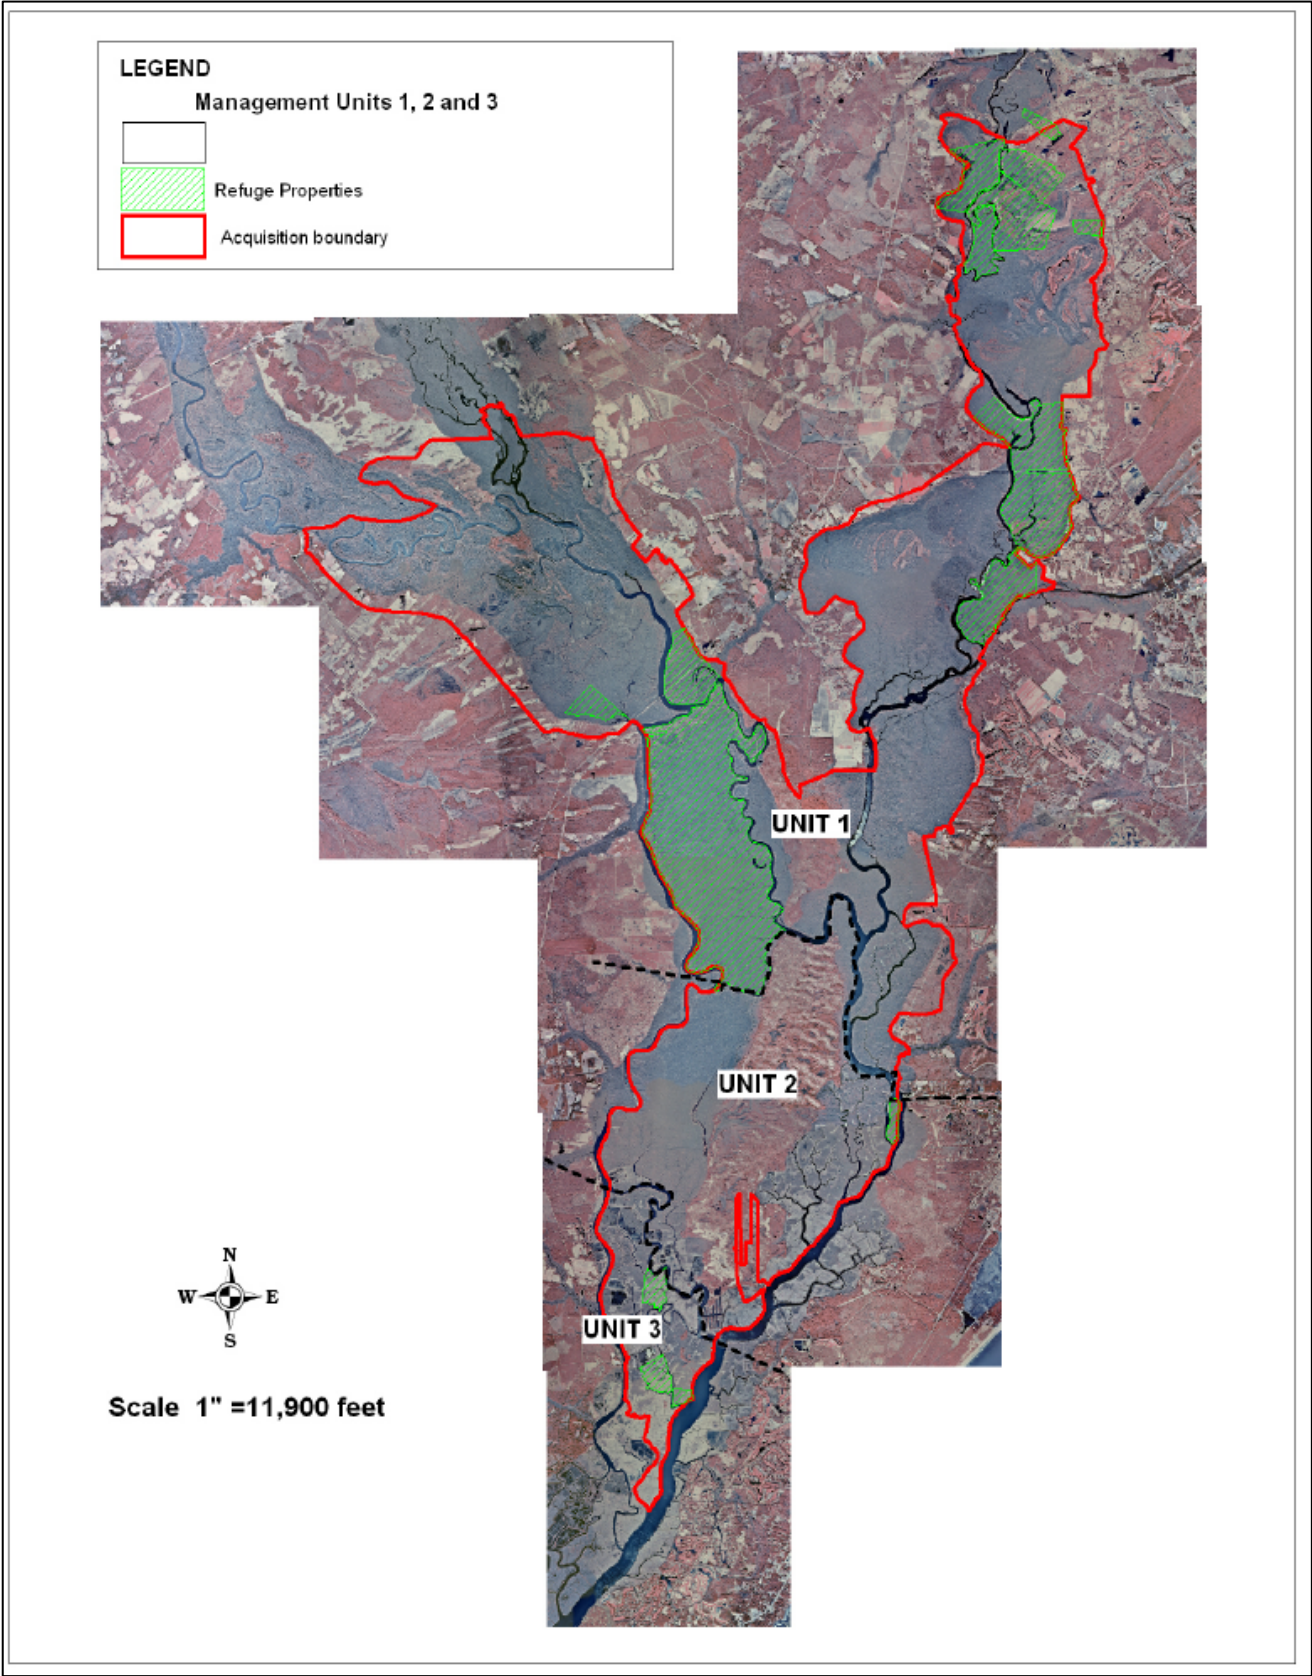 LEGEND
Management Units 1, 2 and 3
Refuge Properties
Acquisition boundary
UNIT 1
UNIT 2
UNIT 3
N
W E
S
Scale 1" =11,900 feet